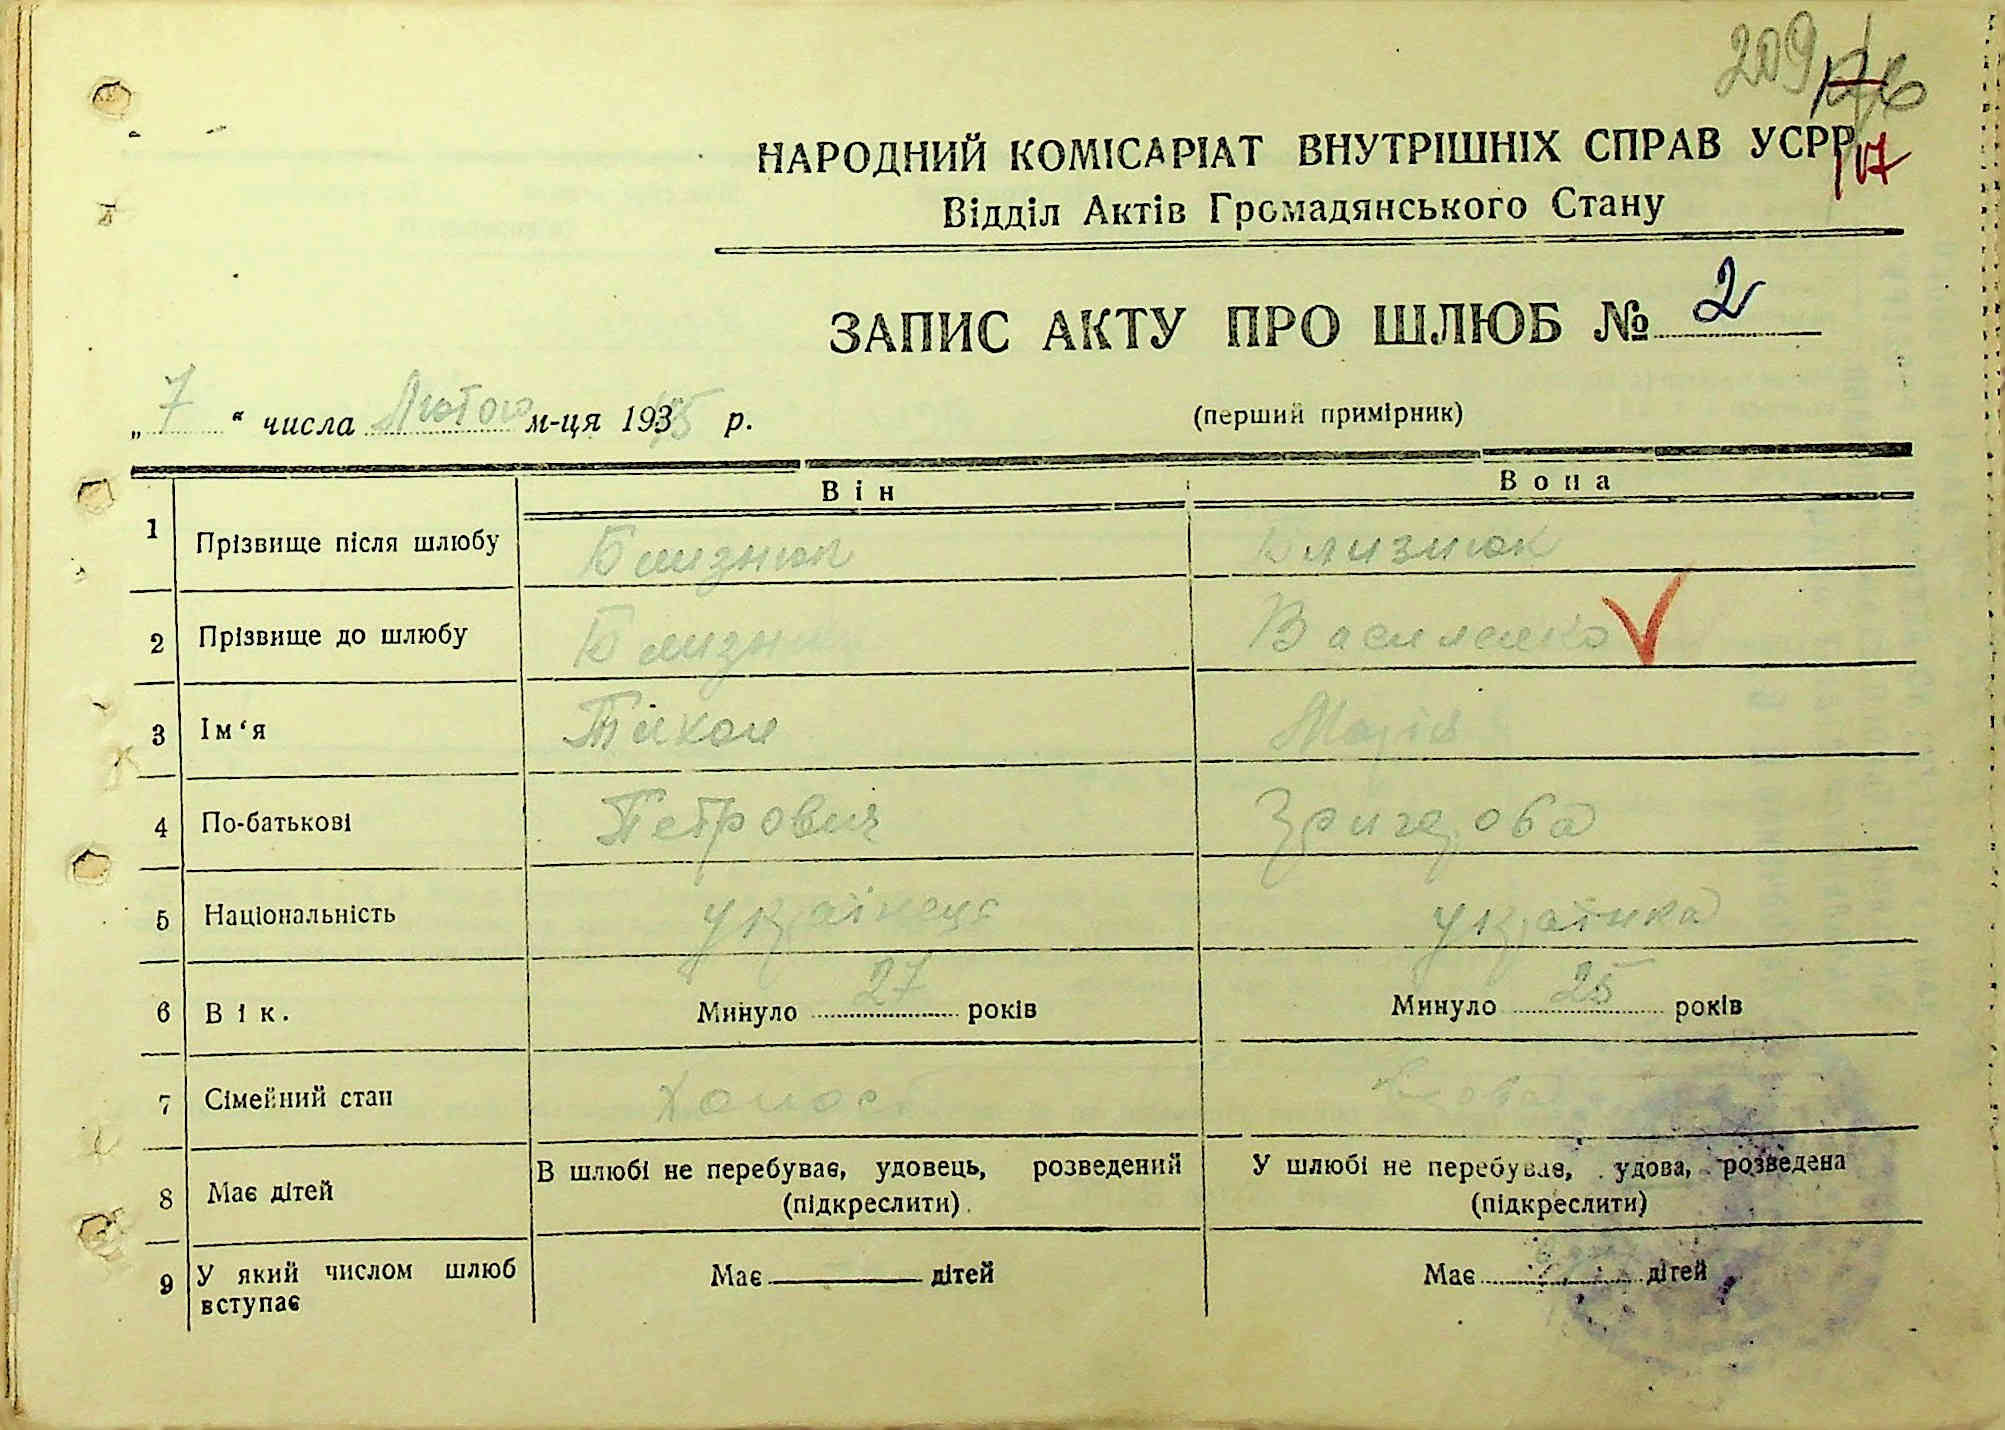 209
17
НАРОДНИЙ КОМІСАРІАТ ВНУТРІШНІХ СПРАВ УСРР
Відділ Актів Громадянського Стану
ЗАПИС АКТУ ПРО ШЛЮБ № 2
„ 7 “ числа Лютого м-ця 1935 р.
(перший примірник)
Він Вона
1 Прізвище після шлюбу Близнюк Близнюк
2 Прізвище до шлюбу Близнюк Василенко
3 Ім‘я Тихон Марія
4 По-батькові Петрович
5 Національність українець українка
6 Вік. Минуло 27 років Минуло 25 років
7 Сімейний стан Холост вдова
8 Має дітей В шлюбі не перебуває, удовець, розведений (підкреслити). У шлюбі не перебував, удова, розведена (підкреслити)
9 У який числом шлюб вступає Має дітей Має дітей